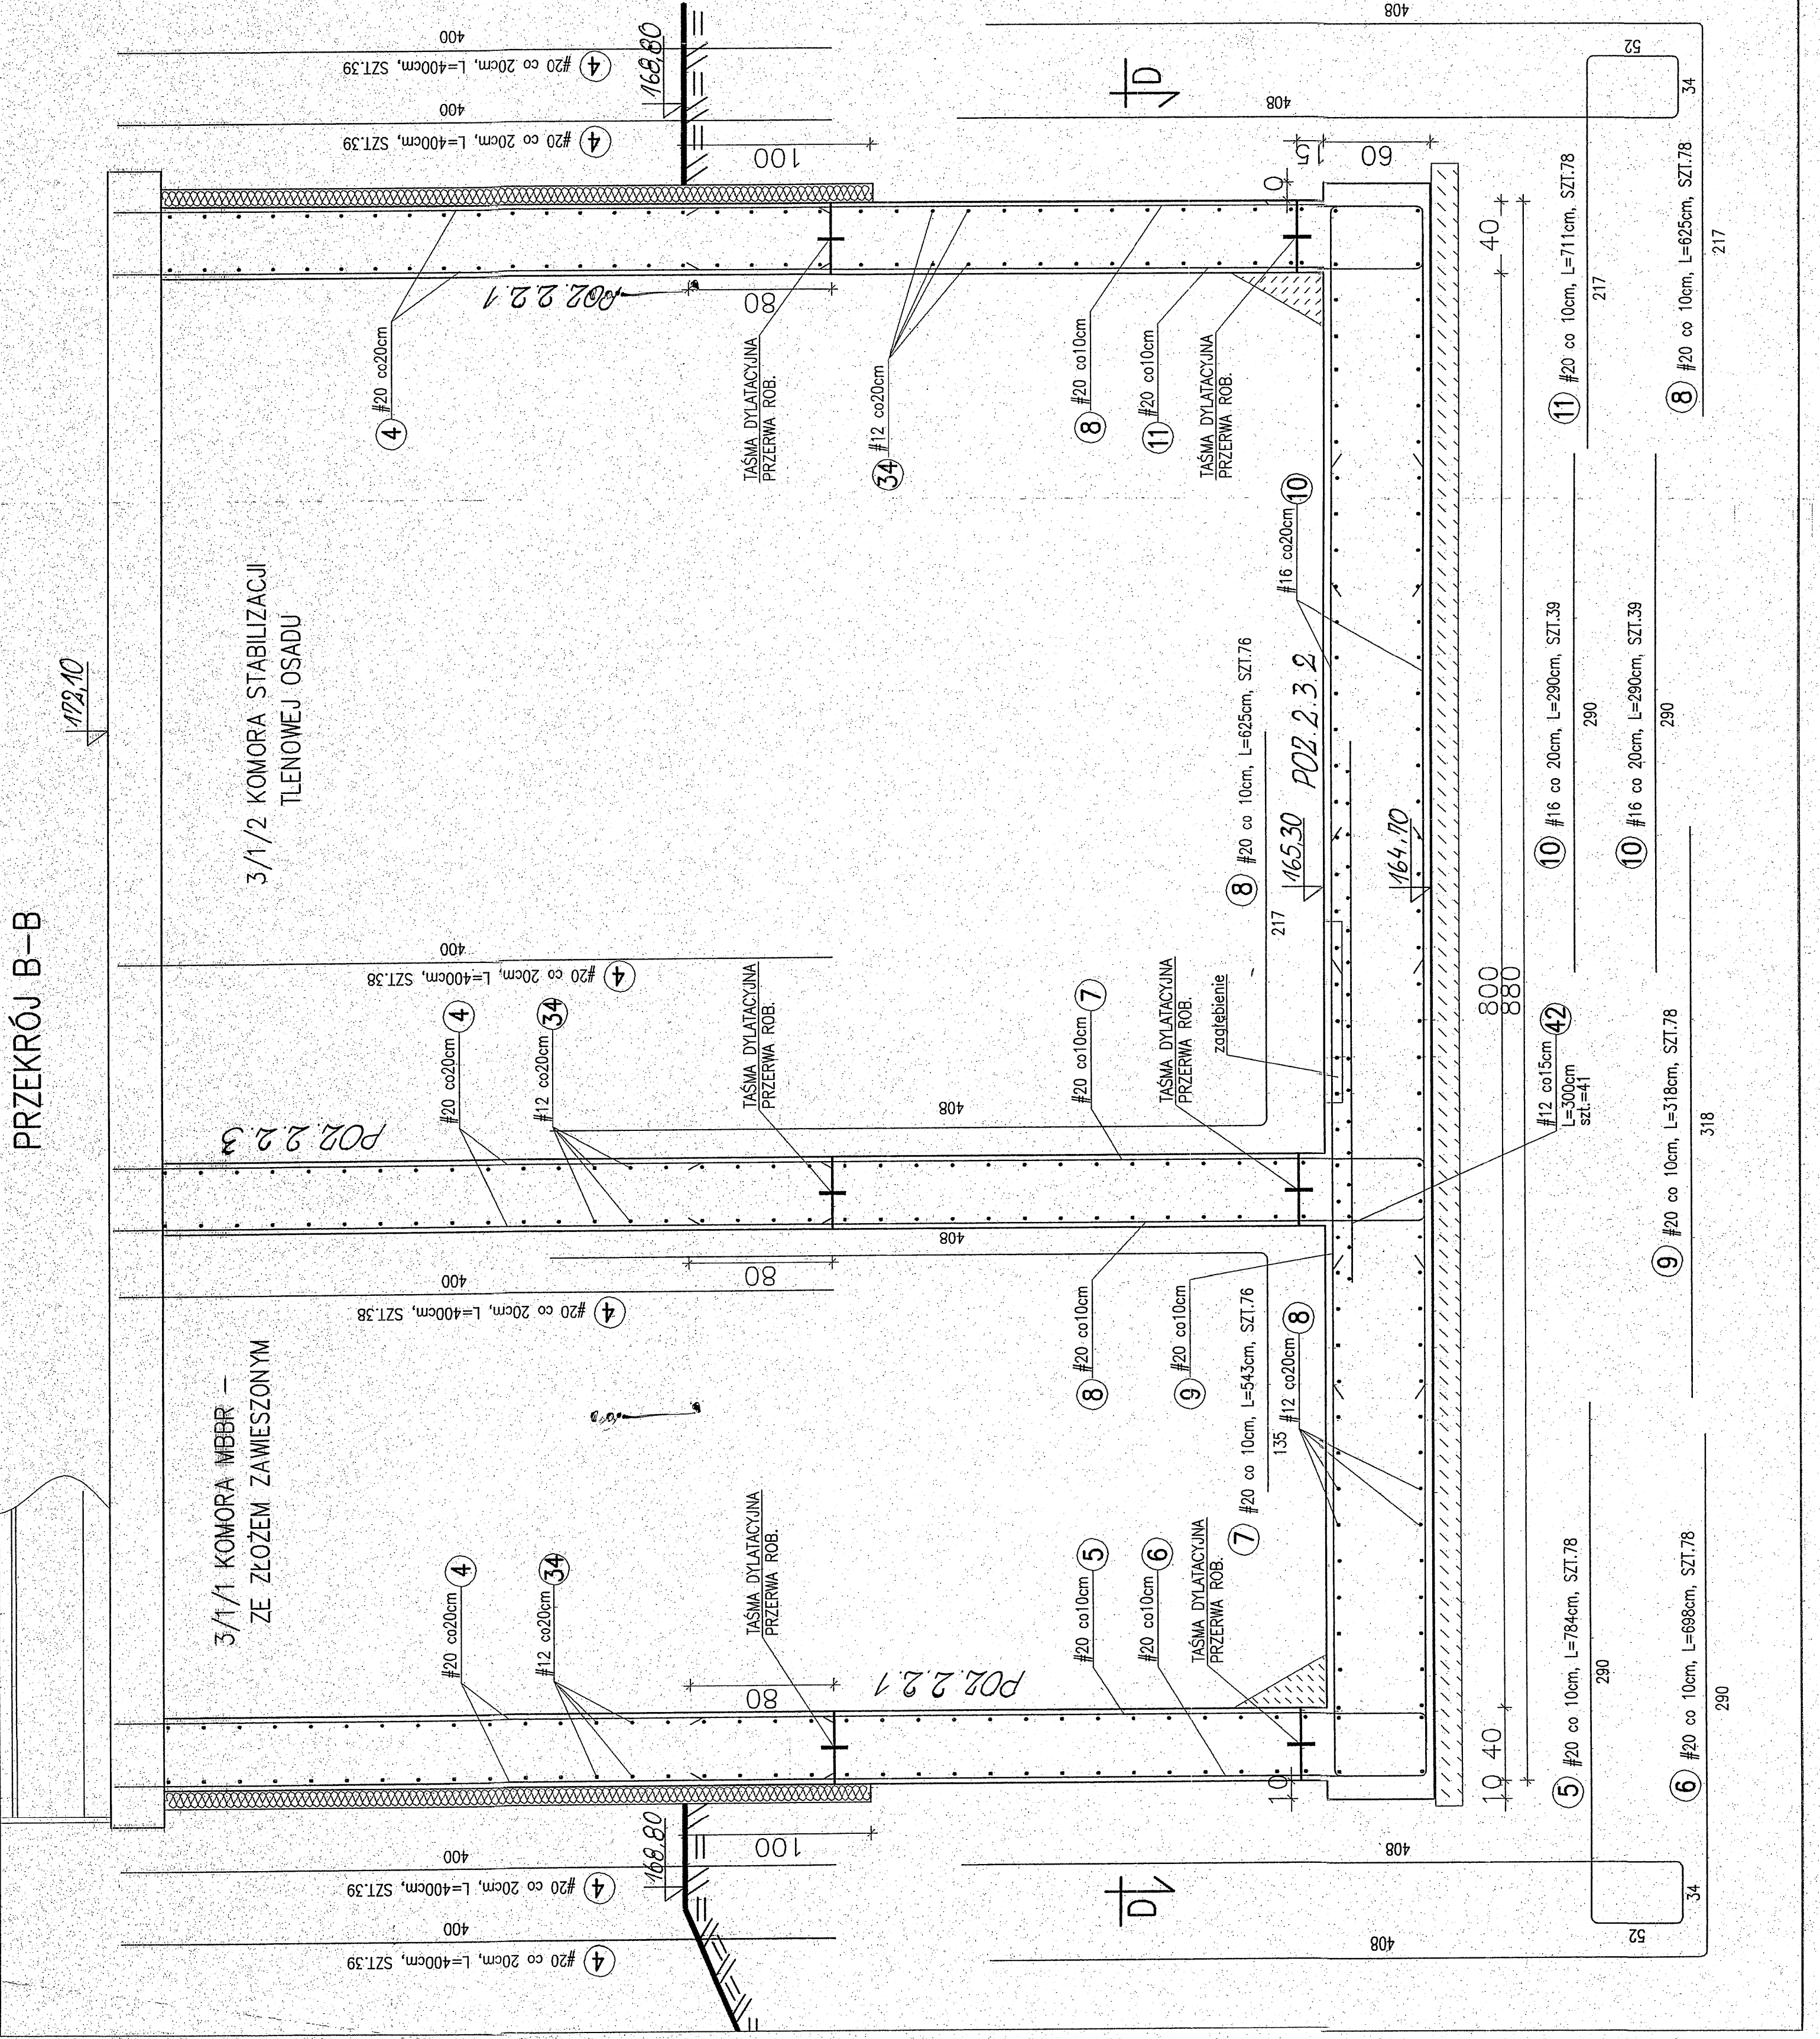 PRZEKRÓJ B-B
172,10
3/1/1 KOMORA MBBR -
ZE ZŁOŻEM ZAWIESZONYM
3/1/2 KOMORA STABILIZACJI
TLENOWEJ OSADU
400
4 #20 co 20cm, L=400cm, SZT.39
400
4 #20 co 20cm, L=400cm, SZT.39
168,80
100
#20 co20cm 4
#12 co20cm 34
80
TAŚMA DYLATACYJNA
PRZERWA ROB.
P02.2.2.1
#20 co10cm 5
#20 co10cm 6
TAŚMA DYLATACYJNA
PRZERWA ROB.
10
400
4 #20 co 20cm, L=400cm, SZT.38
80
408
8 #20 co10cm
9 #20 co10cm
7 #20 co 10cm, L=543cm, SZT.76
135
#12 co20cm 8
P02.2.2.3
400
4 #20 co 20cm, L=400cm, SZT.38
#20 co20cm 4
#12 co20cm 34
TAŚMA DYLATACYJNA
PRZERWA ROB.
408
#20 co10cm 7
TAŚMA DYLATACYJNA
PRZERWA ROB.
zagłębienie
8 #20 co 10cm, L=625cm, SZT.76
217
165,30
P02.2.3.2
164,70
#16 co20cm 10
4 #20 co20cm
P02.2.2.1
80
TAŚMA DYLATACYJNA
PRZERWA ROB.
34 #12 co20cm
8 #20 co10cm
11 #20 co10cm
TAŚMA DYLATACYJNA
PRZERWA ROB.
400
4 #20 co 20cm, L=400cm, SZT.39
400
4 #20 co 20cm, L=400cm, SZT.39
168,80
100
10
15
60
D
D
10
40
800
40
880
#12 co15cm 42
L=300cm
szt.=41
408
408
52
34
5 #20 co 10cm, L=784cm, SZT.78
290
6 #20 co 10cm, L=698cm, SZT.78
290
9 #20 co 10cm, L=318cm, SZT.78
318
10 #16 co 20cm, L=290cm, SZT.39
290
10 #16 co 20cm, L=290cm, SZT.39
290
11 #20 co 10cm, L=711cm, SZT.78
217
8 #20 co 10cm, L=625cm, SZT.78
217
408
408
52
34